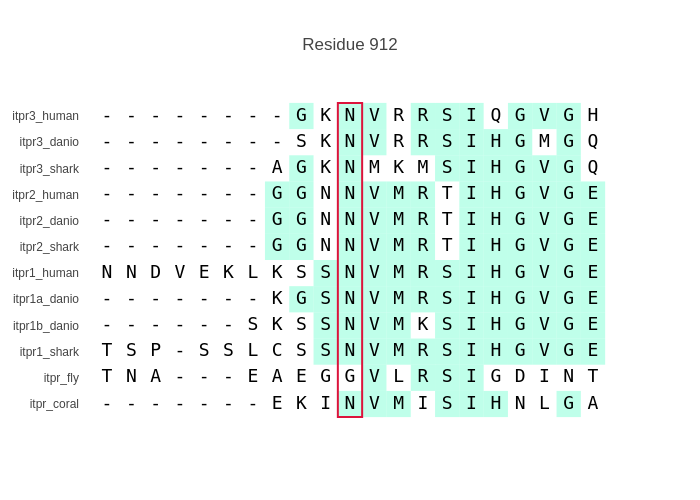 Residue 912
itpr3_human - - - - - - - - G K N V R R S I Q G V G H
itpr3_danio - - - - - - - - S K N V R R S I H G M G Q
itpr3_shark - - - - - - - A G K N M K M S I H G V G Q
itpr2_human - - - - - - - G G N N V M R T I H G V G E
itpr2_danio - - - - - - - G G N N V M R T I H G V G E
itpr2_shark - - - - - - - G G N N V M R T I H G V G E
itpr1_human N N D V E K L K S S N V M R S I H G V G E
itpr1a_danio - - - - - - - K G S N V M R S I H G V G E
itpr1b_danio - - - - - - S K S S N V M K S I H G V G E
itpr1_shark T S P - S S L C S S N V M R S I H G V G E
itpr_fly T N A - - - E A E G G V L R S I G D I N T
itpr_coral - - - - - - - E K I N V M I S I H N L G A